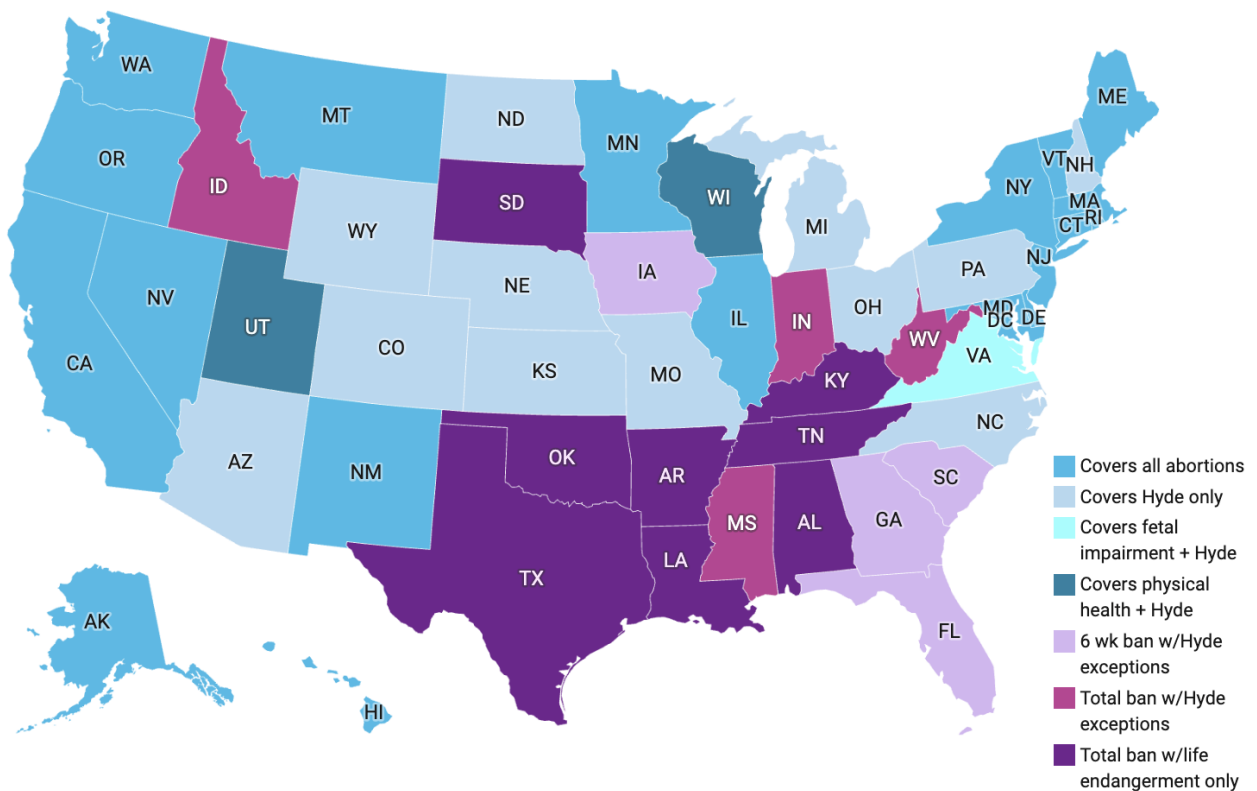 WA
MT
ND
MN
ME
OR
ID
SD
WI
VT
NH
NY
MA
CT
RI
WY
MI
IA
NE
PA
NJ
NV
UT
CO
IL
IN
OH
MD
DC
DE
WV
VA
CA
KS
MO
KY
NC
AZ
NM
OK
TN
AR
SC
MS
AL
GA
LA
TX
AK
FL
HI
Covers all abortions
Covers Hyde only
Covers fetal
impairment + Hyde
Covers physical
health + Hyde
6 wk ban w/Hyde
exceptions
Total ban w/Hyde
exceptions
Total ban w/life
endangerment only